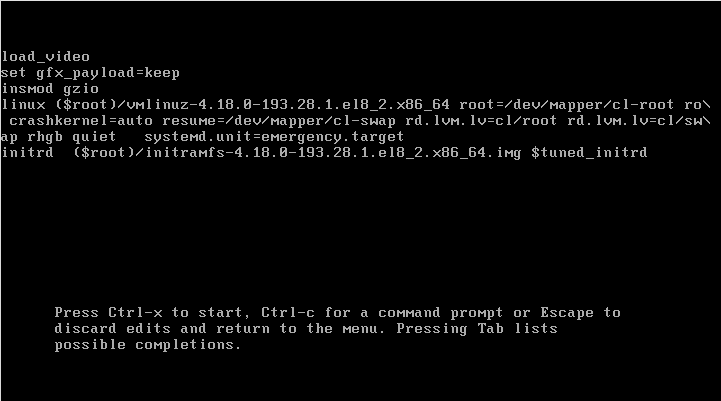 load_video
set gfx_payload=keep
insmod gzio
linux ($root)/vmlinuz-4.18.0-193.28.1.el8_2.x86_64 root=/dev/mapper/cl-root ro\
 crashkernel=auto resume=/dev/mapper/cl-swap rd.lvm.lv=cl/root rd.lvm.lv=cl/sw\
ap rhgb quiet   systemd.unit=emergency.target
initrd  ($root)/initramfs-4.18.0-193.28.1.el8_2.x86_64.img $tuned_initrd
Press Ctrl-x to start, Ctrl-c for a command prompt or Escape to
discard edits and return to the menu. Pressing Tab lists
possible completions.